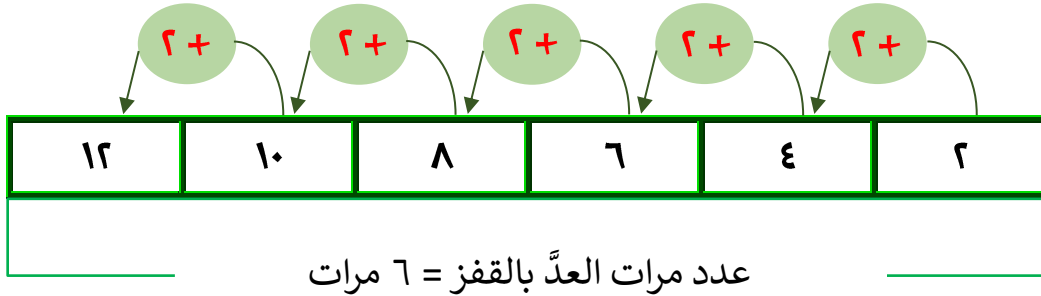 + ٢ + ٢ + ٢ + ٢ + ٢
٢ ٤ ٦ ٨ ١٠ ١٢
عدد مرات العدَّ بالقفز = ٦ مرات